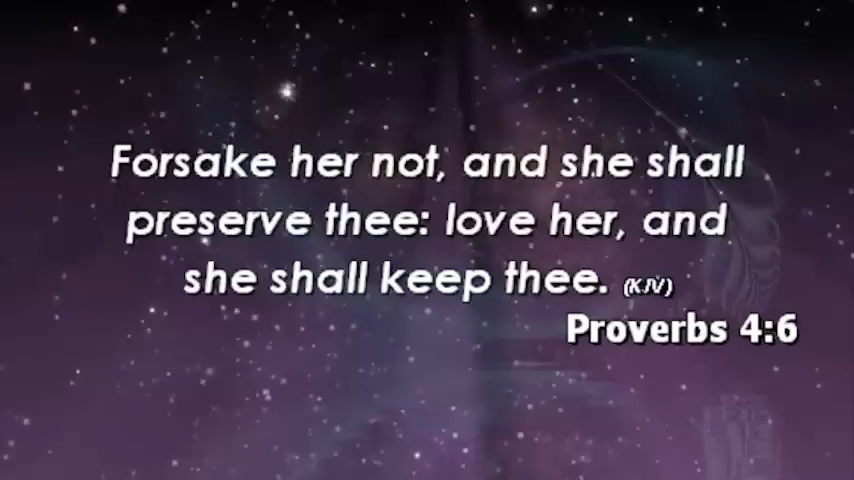 Forsake her not, and she shall
preserve thee: love her, and
she shall keep thee. (KJV)
Proverbs 4:6